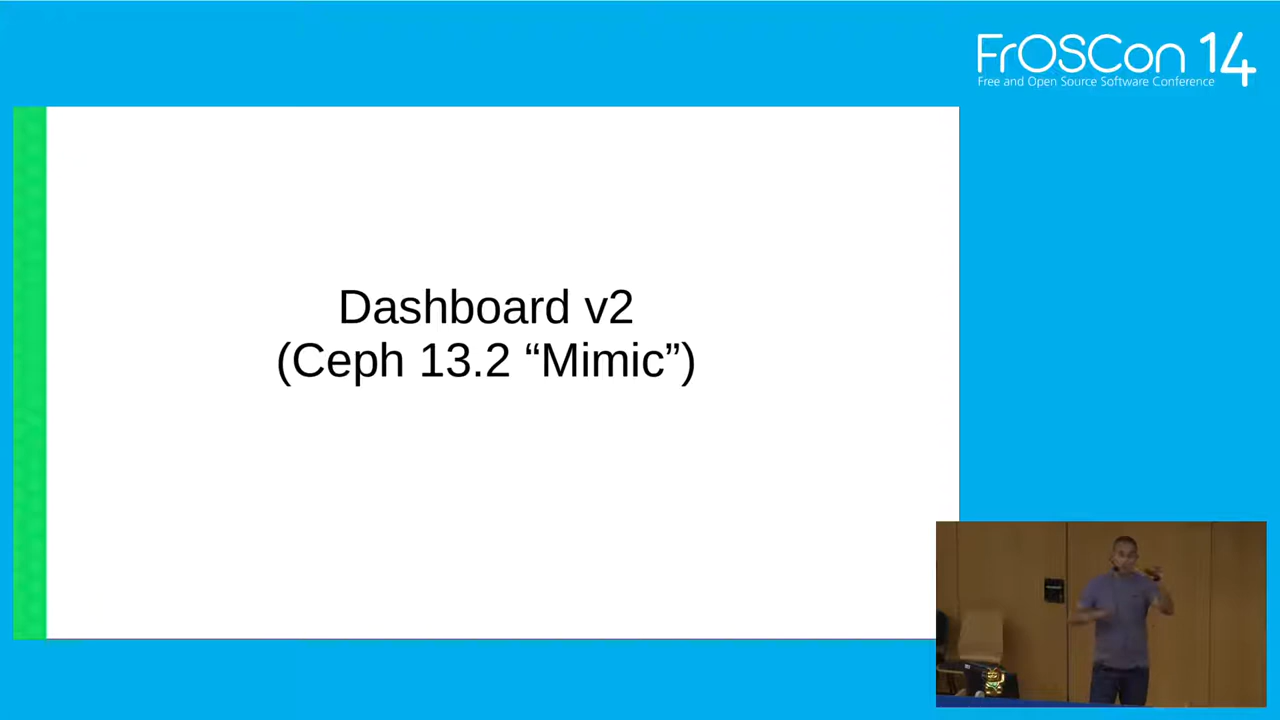 FrOSCon 14
Free and Open Source Software Conference
Dashboard v2
(Ceph 13.2 “Mimic”)